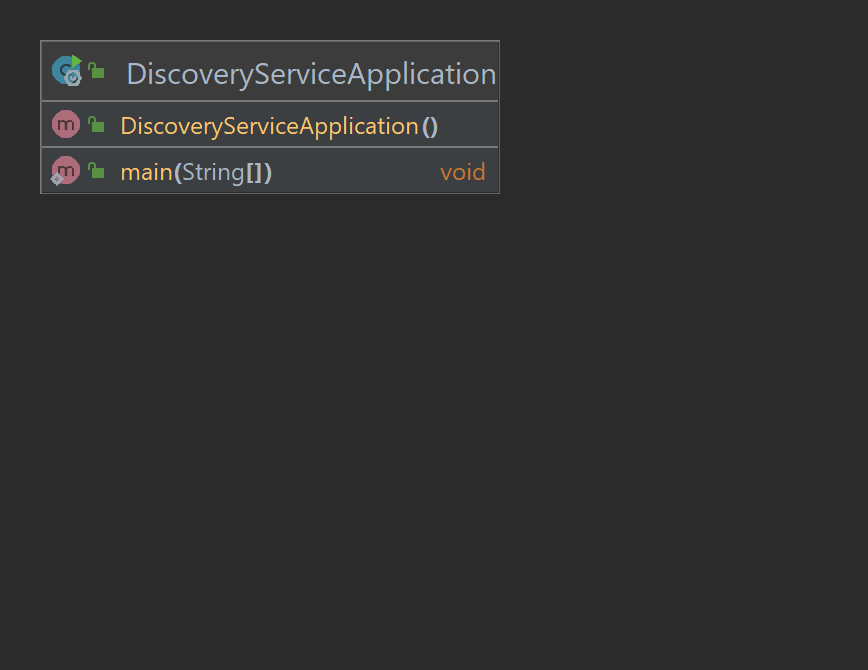 DiscoveryServiceApplication
DiscoveryServiceApplication()
main(String[]) void